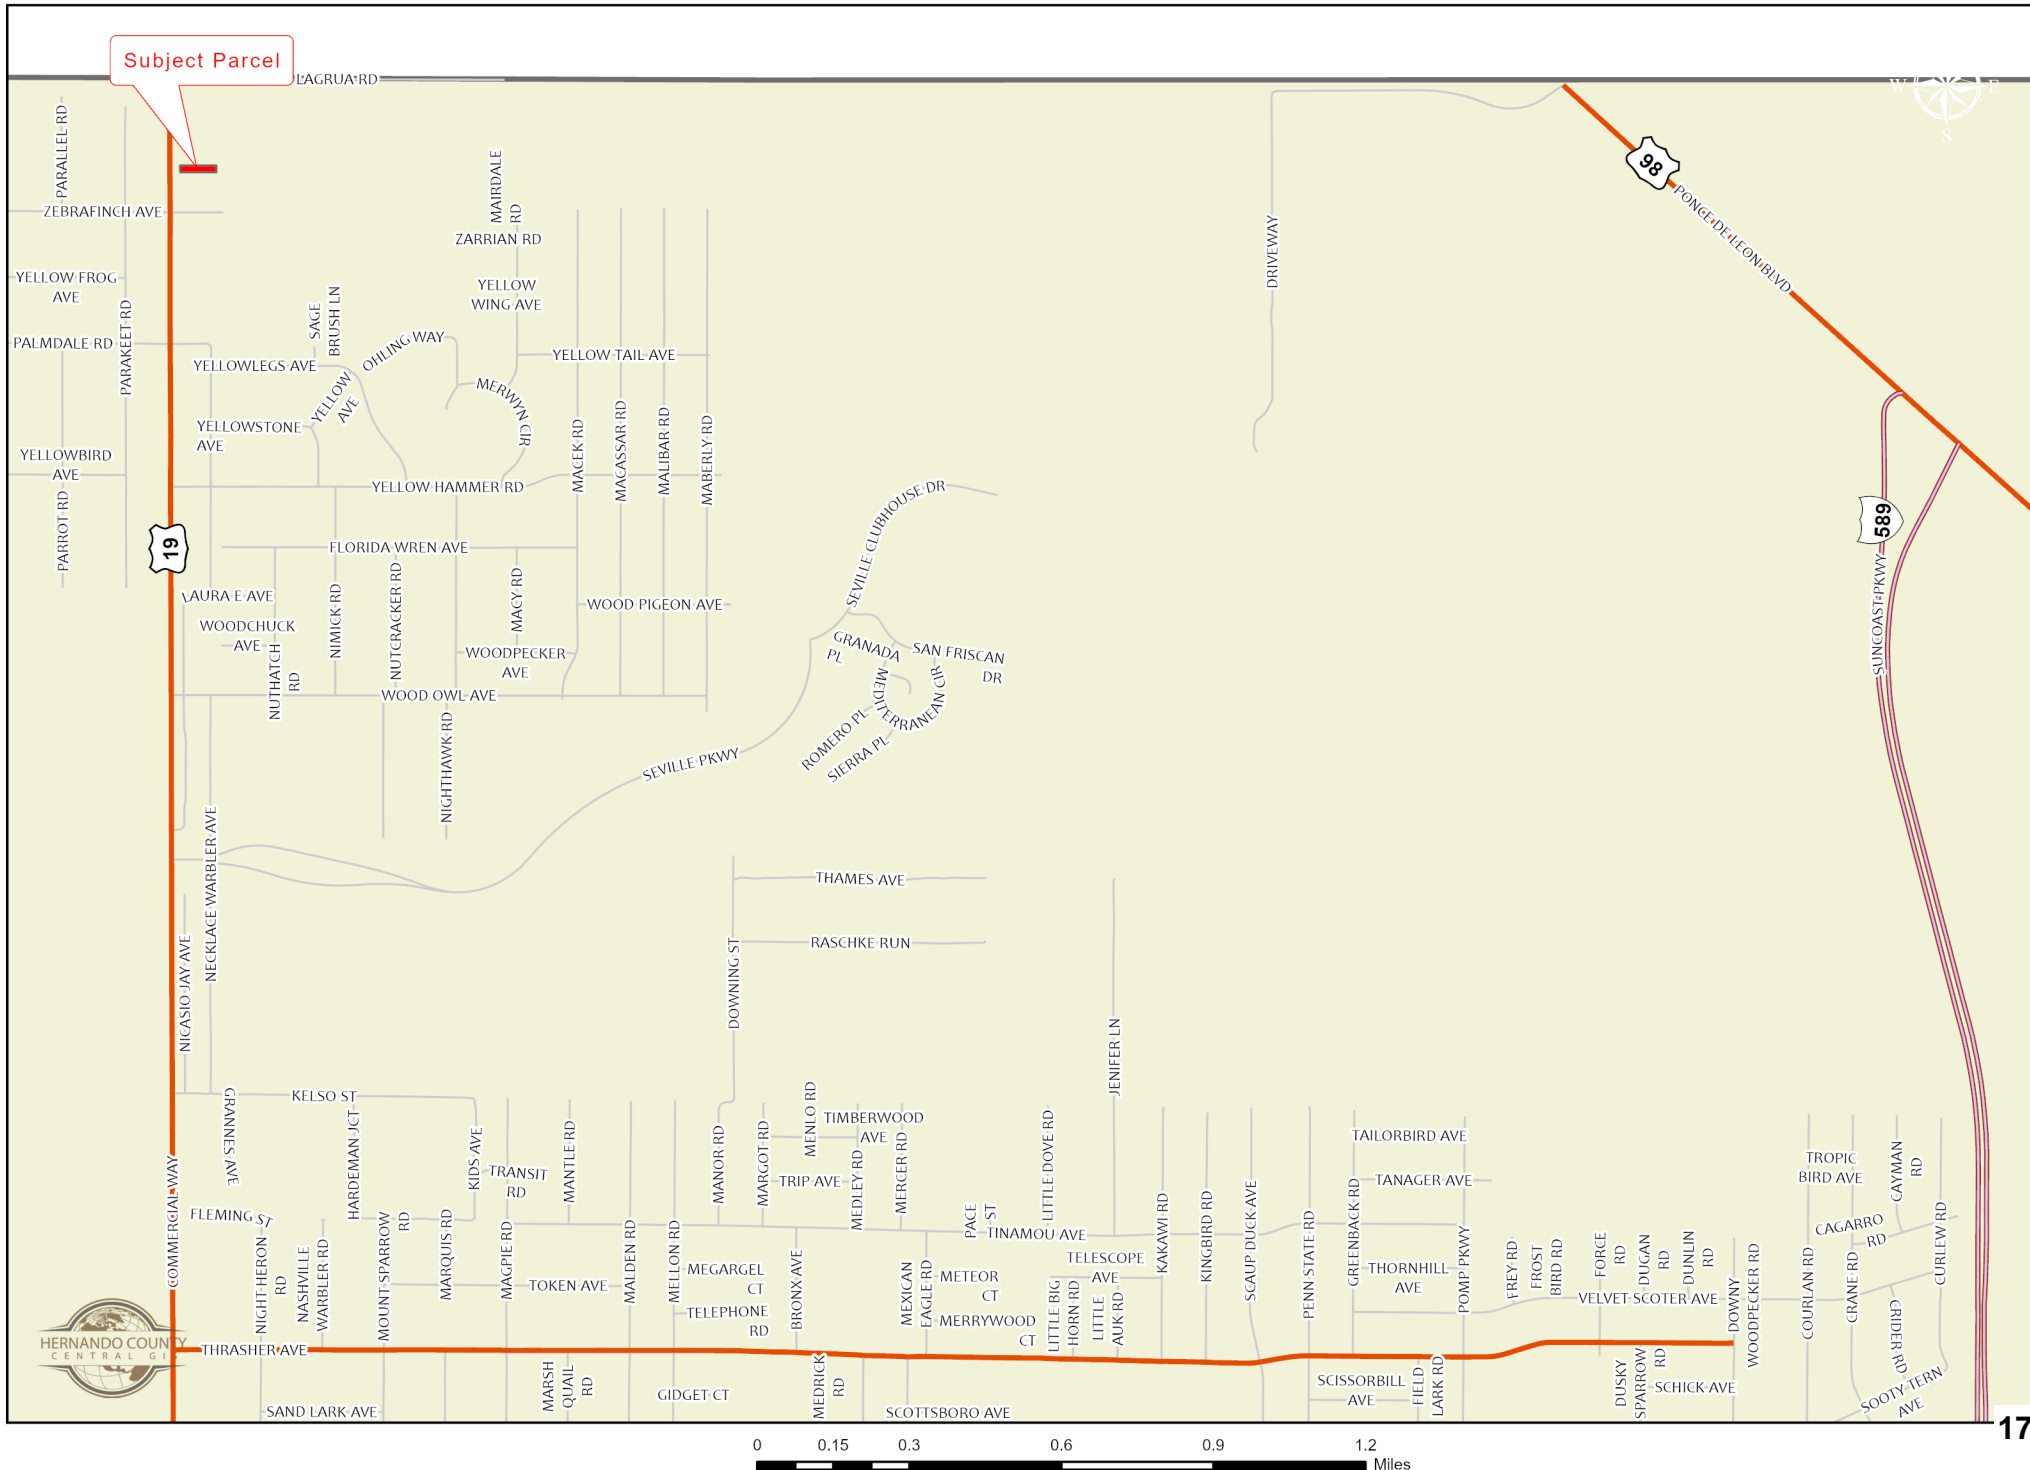 Subject Parcel
LAGRUA RD
W
E
S
PARALLEL RD
ZEBRAFINCH AVE
MAIRDALE
RD
ZARRIAN RD
98
PONCE DE LEON BLVD
DRIVEWAY
YELLOW FROG
AVE
YELLOW
WING AVE
PARAKEET RD
SAGE
BRUSH LN
PALMDALE RD
OHLING WAY
YELLOWLEGS AVE
YELLOW TAIL AVE
YELLOW
AVE
MERWYN CIR
YELLOWSTONE
AVE
MACEK RD
MACASSAR RD
MALIBAR RD
MABERLY RD
YELLOWBIRD
AVE
YELLOW HAMMER RD
SEVILLE CLUBHOUSE DR
PARROT RD
19
589
SUNCOAST PKWY
FLORIDA WREN AVE
LAURA E AVE
NIMICK RD
NUTCRACKER RD
MACY RD
WOOD PIGEON AVE
WOODCHUCK
AVE
NUTHATCH
RD
WOODPECKER
AVE
GRANADA
PL
SAN FRISCAN
DR
MEDITERRANEAN CIR
WOOD OWL AVE
ROMERO PL
SIERRA PL
NIGHTHAWK RD
SEVILLE PKWY
NECKLACE WARBLER AVE
NICASIO JAY AVE
THAMES AVE
RASCHKE RUN
DOWNING ST
JENIFER LN
KELSO ST
GRANNES AVE
HARDEMAN JCT
KIDS AVE
TRANSIT
RD
MANTLE RD
MANOR RD
MARGOT RD
MENLO RD
TIMBERWOOD
AVE
TRIP AVE
MEDLEY RD
MERCER RD
LITTLE DOVE RD
PACE
ST
TINAMOU AVE
KAKAWI RD
KINGBIRD RD
SCAUP DUCK AVE
PENN STATE RD
GREENBACK RD
TAILORBIRD AVE
TANAGER AVE
POMP PKWY
TROPIC
BIRD AVE
CAYMAN
RD
CAGARRO
RD
CURLEW RD
COMMERCIAL WAY
FLEMING ST
NIGHT HERON
RD
NASHVILLE
WARBLER RD
MOUNT SPARROW
RD
MARQUIS RD
MAGPIE RD
TOKEN AVE
MALDEN RD
MELLON RD
MEGARGEL
CT
TELEPHONE
RD
BRONX AVE
MEXICAN
EAGLE RD
METEOR
CT
MERRYWOOD
CT
TELESCOPE
AVE
LITTLE BIG
HORN RD
LITTLE
AUK RD
THORNHILL
AVE
FREY RD
FROST
BIRD RD
FORCE
RD
DUGAN
RD
DUNLIN
RD
VELVET SCOTER AVE
DOWNY
WOODPECKER RD
COURLAN RD
CRANE RD
GRIDER RD
HERNANDO COUNTY
CENTRAL GIS
THRASHER AVE
MARSH
QUAIL
RD
GIDGET CT
MEDRICK
RD
SCISSORBILL
AVE
FIELD
LARK RD
DUSKY
SPARROW
RD
SCHICK AVE
SOOTY TERN
AVE
SAND LARK AVE
SCOTTSBORO AVE
17
0 0.15 0.3 0.6 0.9 1.2
Miles